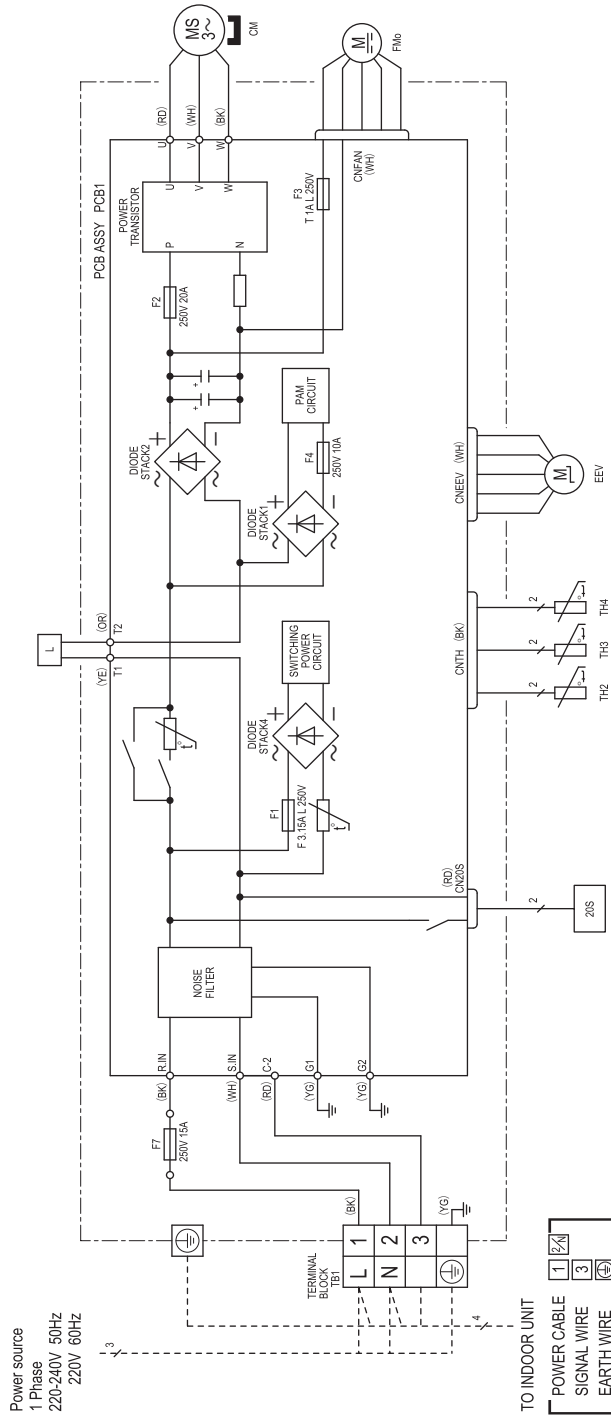 Power source
1 Phase
220-240V 50Hz
220V 60Hz
3
TO INDOOR UNIT
POWER CABLE 1 2/N
SIGNAL WIRE 3
EARTH WIRE
4
TERMINAL
BLOCK
TB1
L 1
N 2
3
(BK)
(YG)
F7
250V 15A
(BK) R.IN
(WH) S.IN
(RD) C-2
(YG) G1
(YG) G2
NOISE
FILTER
(RD)
CN20S
2
20S
F1
F 3.15A L 250V
t°
t°
DIODE
STACK4
+
-
~
~
SWITCHING
POWER
CIRCUIT
L
(YE) (OR)
T1 T2
DIODE
STACK1
+
-
~
~
F4
250V 10A
PAM
CIRCUIT
DIODE
STACK2
+
-
~
~
+
+
F2
250V 20A
PCB ASSY PCB1
POWER
TRANSISTOR
P
N
U
V
W
U (RD)
V (WH)
W (BK)
MS
3~
CM
F3
T 1A L 250V
CNFAN
(WH)
M
FMo
CNTH (BK)
2
2
2
t°
t°
t°
TH2
TH3
TH4
CNEEV (WH)
M
EEV